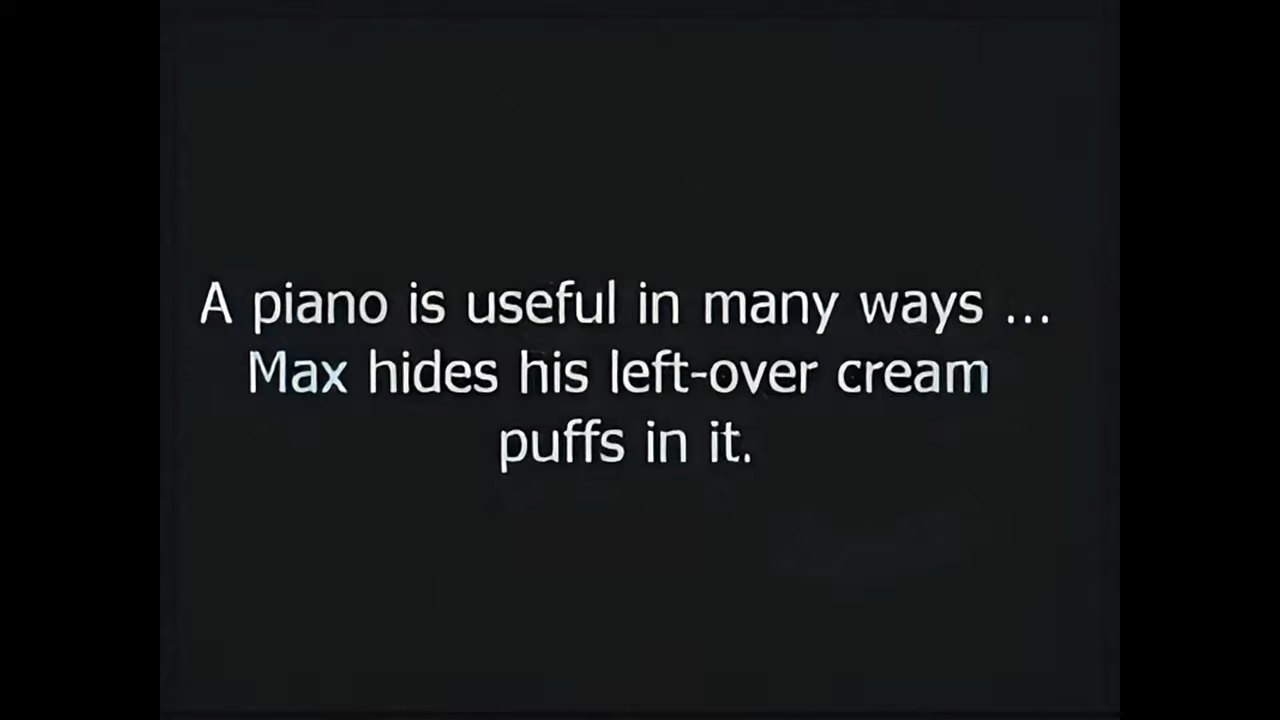 A piano is useful in many ways ...
Max hides his left-over cream
puffs in it.